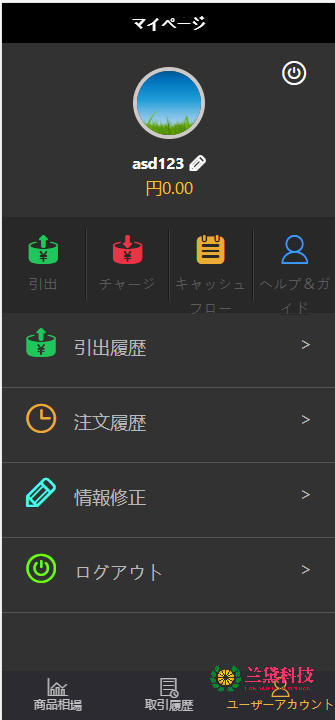 マイページ
asd123
円0.00
引出
チャージ
キャッシュ
フロー
ヘルプ＆ガ
イド
引出履歴 >
注文履歴 >
情報修正 >
ログアウト >
兰黛科技
商品相場
取引履歴
ユーザーアカウント